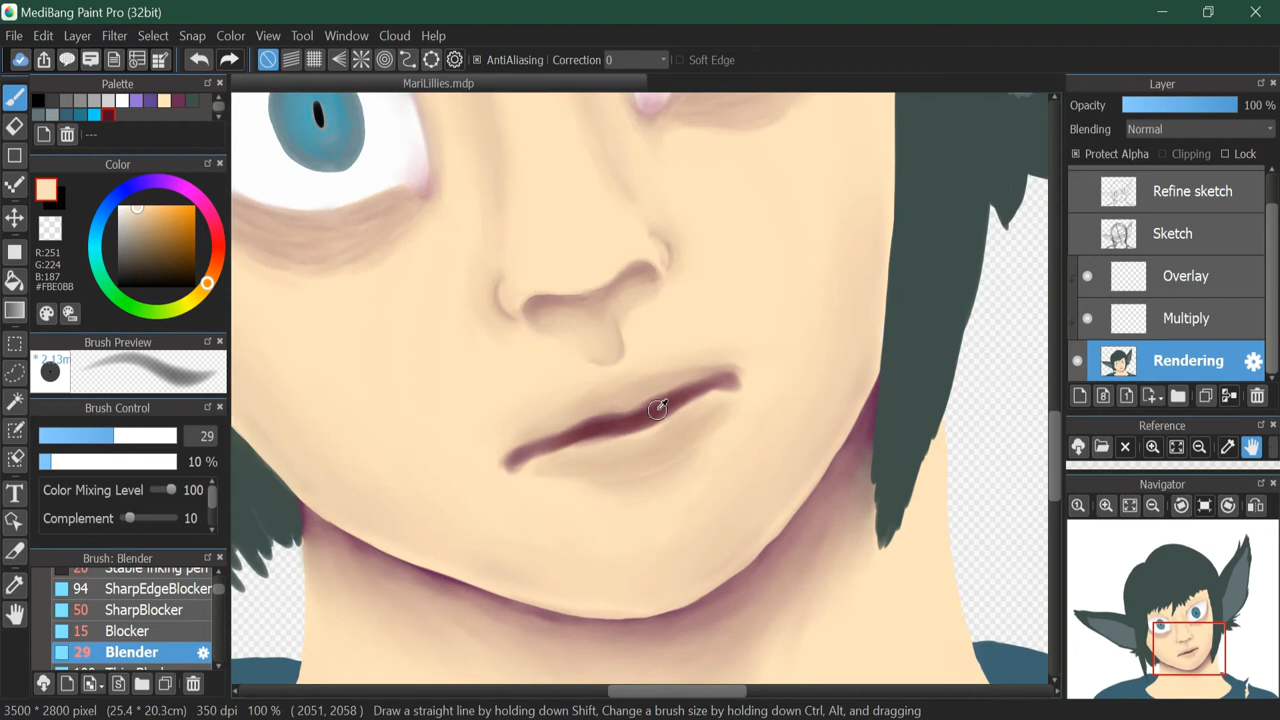 MediBang Paint Pro (32bit)
File Edit Layer Filter Select Snap Color View Tool Window Cloud Help
AntiAliasing Correction 0 Soft Edge
Palette
MariLillies.mdp
Layer
Opacity 100 %
Blending Normal
Protect Alpha Clipping Lock
---
Color
R:251
G:224
B:187
#FBE0BB
Refine sketch
Sketch
Overlay
Multiply
Rendering
Brush Preview
* 2.13m
Brush Control
29
10 %
Color Mixing Level 100
Complement 10
Reference
Navigator
Brush: Blender
20 Stable inking pen
94 SharpEdgeBlocker
50 SharpBlocker
15 Blocker
29 Blender
3500 * 2800 pixel (25.4 * 20.3cm) 350 dpi 100 % ( 2051, 2058 ) Draw a straight line by holding down Shift, Change a brush size by holding down Ctrl, Alt, and dragging